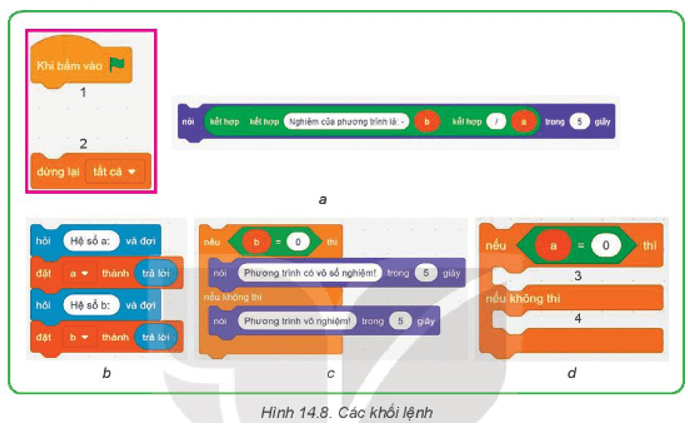 Khi bấm vào
1
2
dừng lại tất cả
nói kết hợp kết hợp Nghiệm của phương trình là: - b kết hợp / a trong 5 giây
a
hỏi Hệ số a: và đợi
đặt a thành trả lời
hỏi Hệ số b: và đợi
đặt b thành trả lời
b
nếu b = 0 thì
nói Phương trình có vô số nghiệm! trong 5 giây
nếu không thì
nói Phương trình vô nghiệm! trong 5 giây
c
nếu a = 0 thì
3
nếu không thì
4
d
Hình 14.8. Các khối lệnh